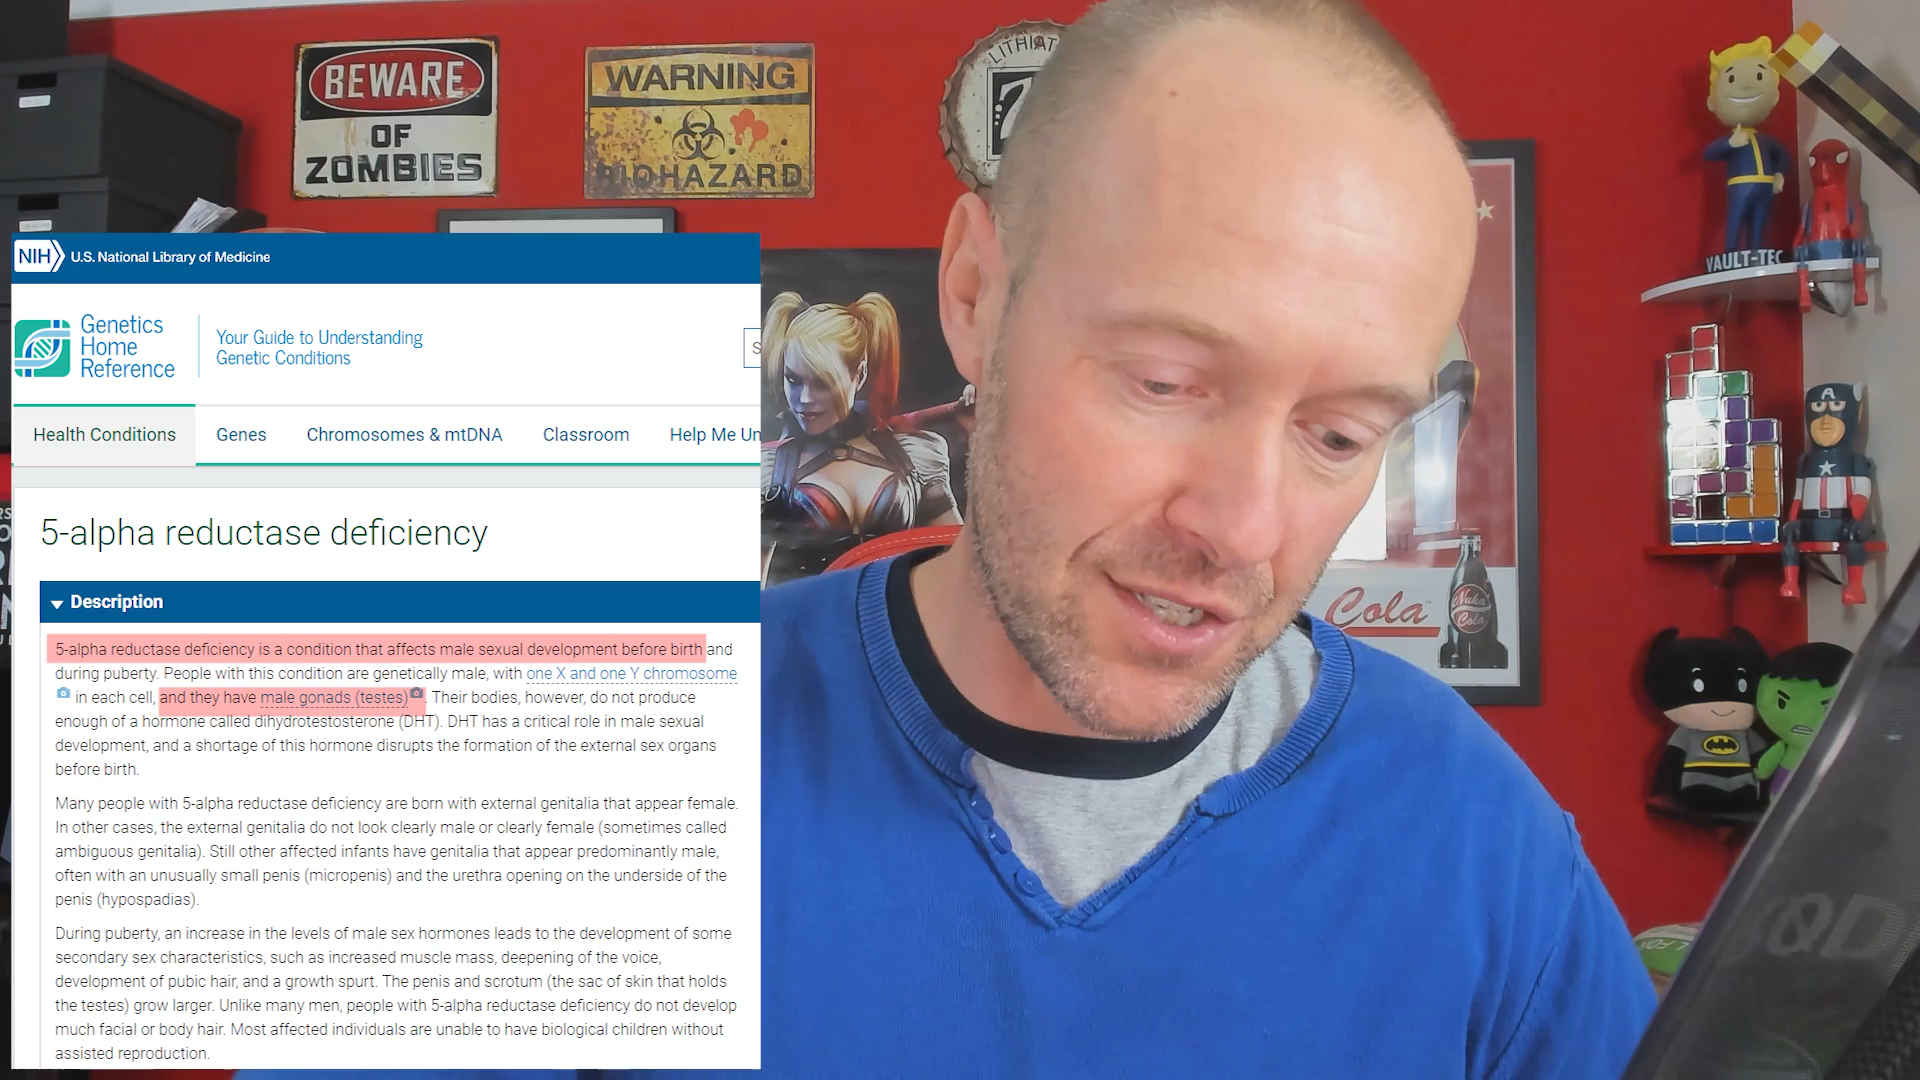 BEWARE
OF
ZOMBIES
WARNING
BIOHAZARD
LITHIAT
7
VAULT-TEC
NIH
U.S. National Library of Medicine
Genetics
Home
Reference
Your Guide to Understanding
Genetic Conditions
S
Health Conditions
Genes
Chromosomes & mtDNA
Classroom
Help Me Un
5-alpha reductase deficiency
Description
5-alpha reductase deficiency is a condition that affects male sexual development before birth and
during puberty. People with this condition are genetically male, with one X and one Y chromosome
in each cell, and they have male gonads (testes). Their bodies, however, do not produce
enough of a hormone called dihydrotestosterone (DHT). DHT has a critical role in male sexual
development, and a shortage of this hormone disrupts the formation of the external sex organs
before birth.
Many people with 5-alpha reductase deficiency are born with external genitalia that appear female.
In other cases, the external genitalia do not look clearly male or clearly female (sometimes called
ambiguous genitalia). Still other affected infants have genitalia that appear predominantly male,
often with an unusually small penis (micropenis) and the urethra opening on the underside of the
penis (hypospadias).
During puberty, an increase in the levels of male sex hormones leads to the development of some
secondary sex characteristics, such as increased muscle mass, deepening of the voice,
development of pubic hair, and a growth spurt. The penis and scrotum (the sac of skin that holds
the testes) grow larger. Unlike many men, people with 5-alpha reductase deficiency do not develop
much facial or body hair. Most affected individuals are unable to have biological children without
assisted reproduction.
Cola
Nuka
Cola
A